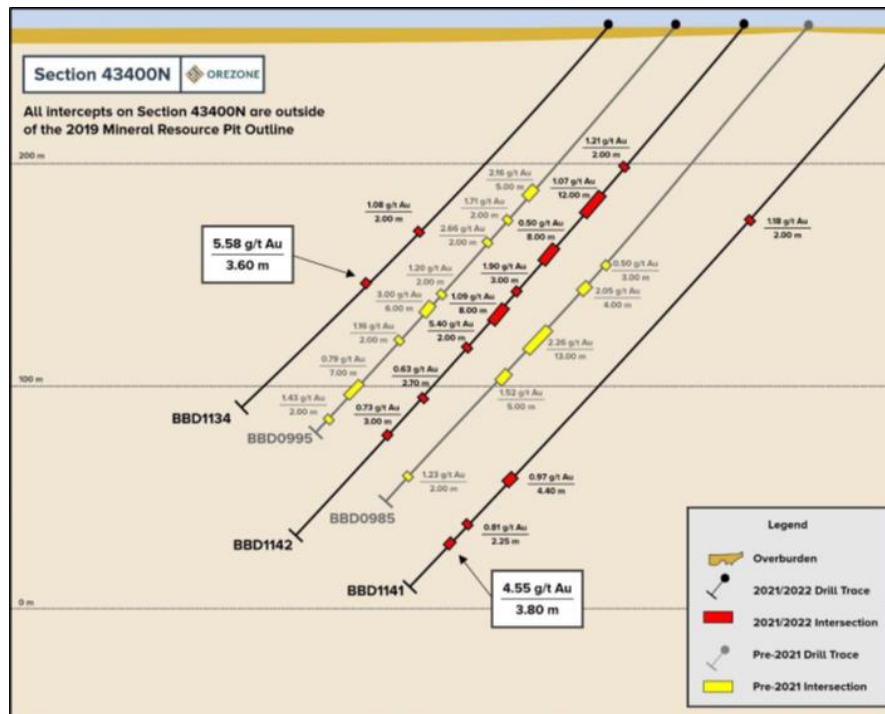 Section 43400N
OREZONE
All intercepts on Section 43400N are outside
of the 2019 Mineral Resource Pit Outline
200 m
1.21 g/t Au
2.00 m
2.16 g/t Au
5.00 m
1.07 g/t Au
12.00 m
1.71 g/t Au
2.00 m
1.08 g/t Au
2.00 m
1.18 g/t Au
2.00 m
0.50 g/t Au
8.00 m
2.66 g/t Au
2.00 m
5.58 g/t Au
3.60 m
1.90 g/t Au
3.00 m
0.50 g/t Au
3.00 m
1.20 g/t Au
2.00 m
2.05 g/t Au
4.00 m
3.00 g/t Au
6.00 m
1.09 g/t Au
8.00 m
1.16 g/t Au
2.00 m
5.40 g/t Au
2.00 m
2.26 g/t Au
13.00 m
0.79 g/t Au
7.00 m
0.63 g/t Au
2.70 m
1.52 g/t Au
5.00 m
100 m
1.43 g/t Au
2.00 m
0.73 g/t Au
3.00 m
BBD1134
BBD0995
1.23 g/t Au
2.00 m
0.97 g/t Au
4.40 m
BBD0985
0.81 g/t Au
2.25 m
BBD1142
BBD1141
4.55 g/t Au
3.80 m
0 m
Legend
Overburden
2021/2022 Drill Trace
2021/2022 Intersection
Pre-2021 Drill Trace
Pre-2021 Intersection